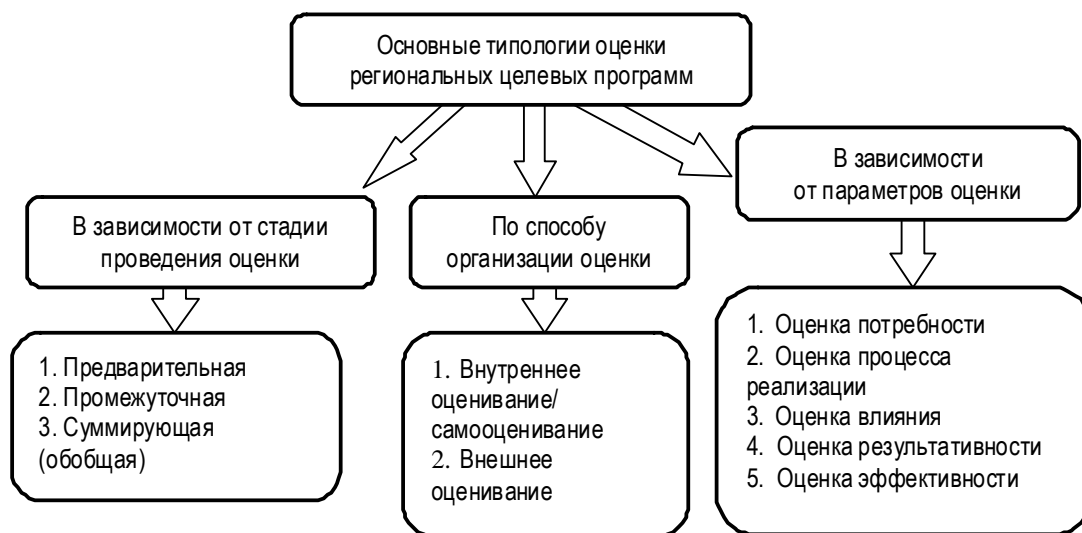 Основные типологии оценки
региональных целевых программ
В зависимости от стадии
проведения оценки
По способу
организации оценки
В зависимости
от параметров оценки
1. Предварительная
2. Промежуточная
3. Суммирующая
(обобщая)
1. Внутреннее
оценивание/
самооценивание
2. Внешнее
оценивание
1. Оценка потребности
2. Оценка процесса
реализации
3. Оценка влияния
4. Оценка результативности
5. Оценка эффективности